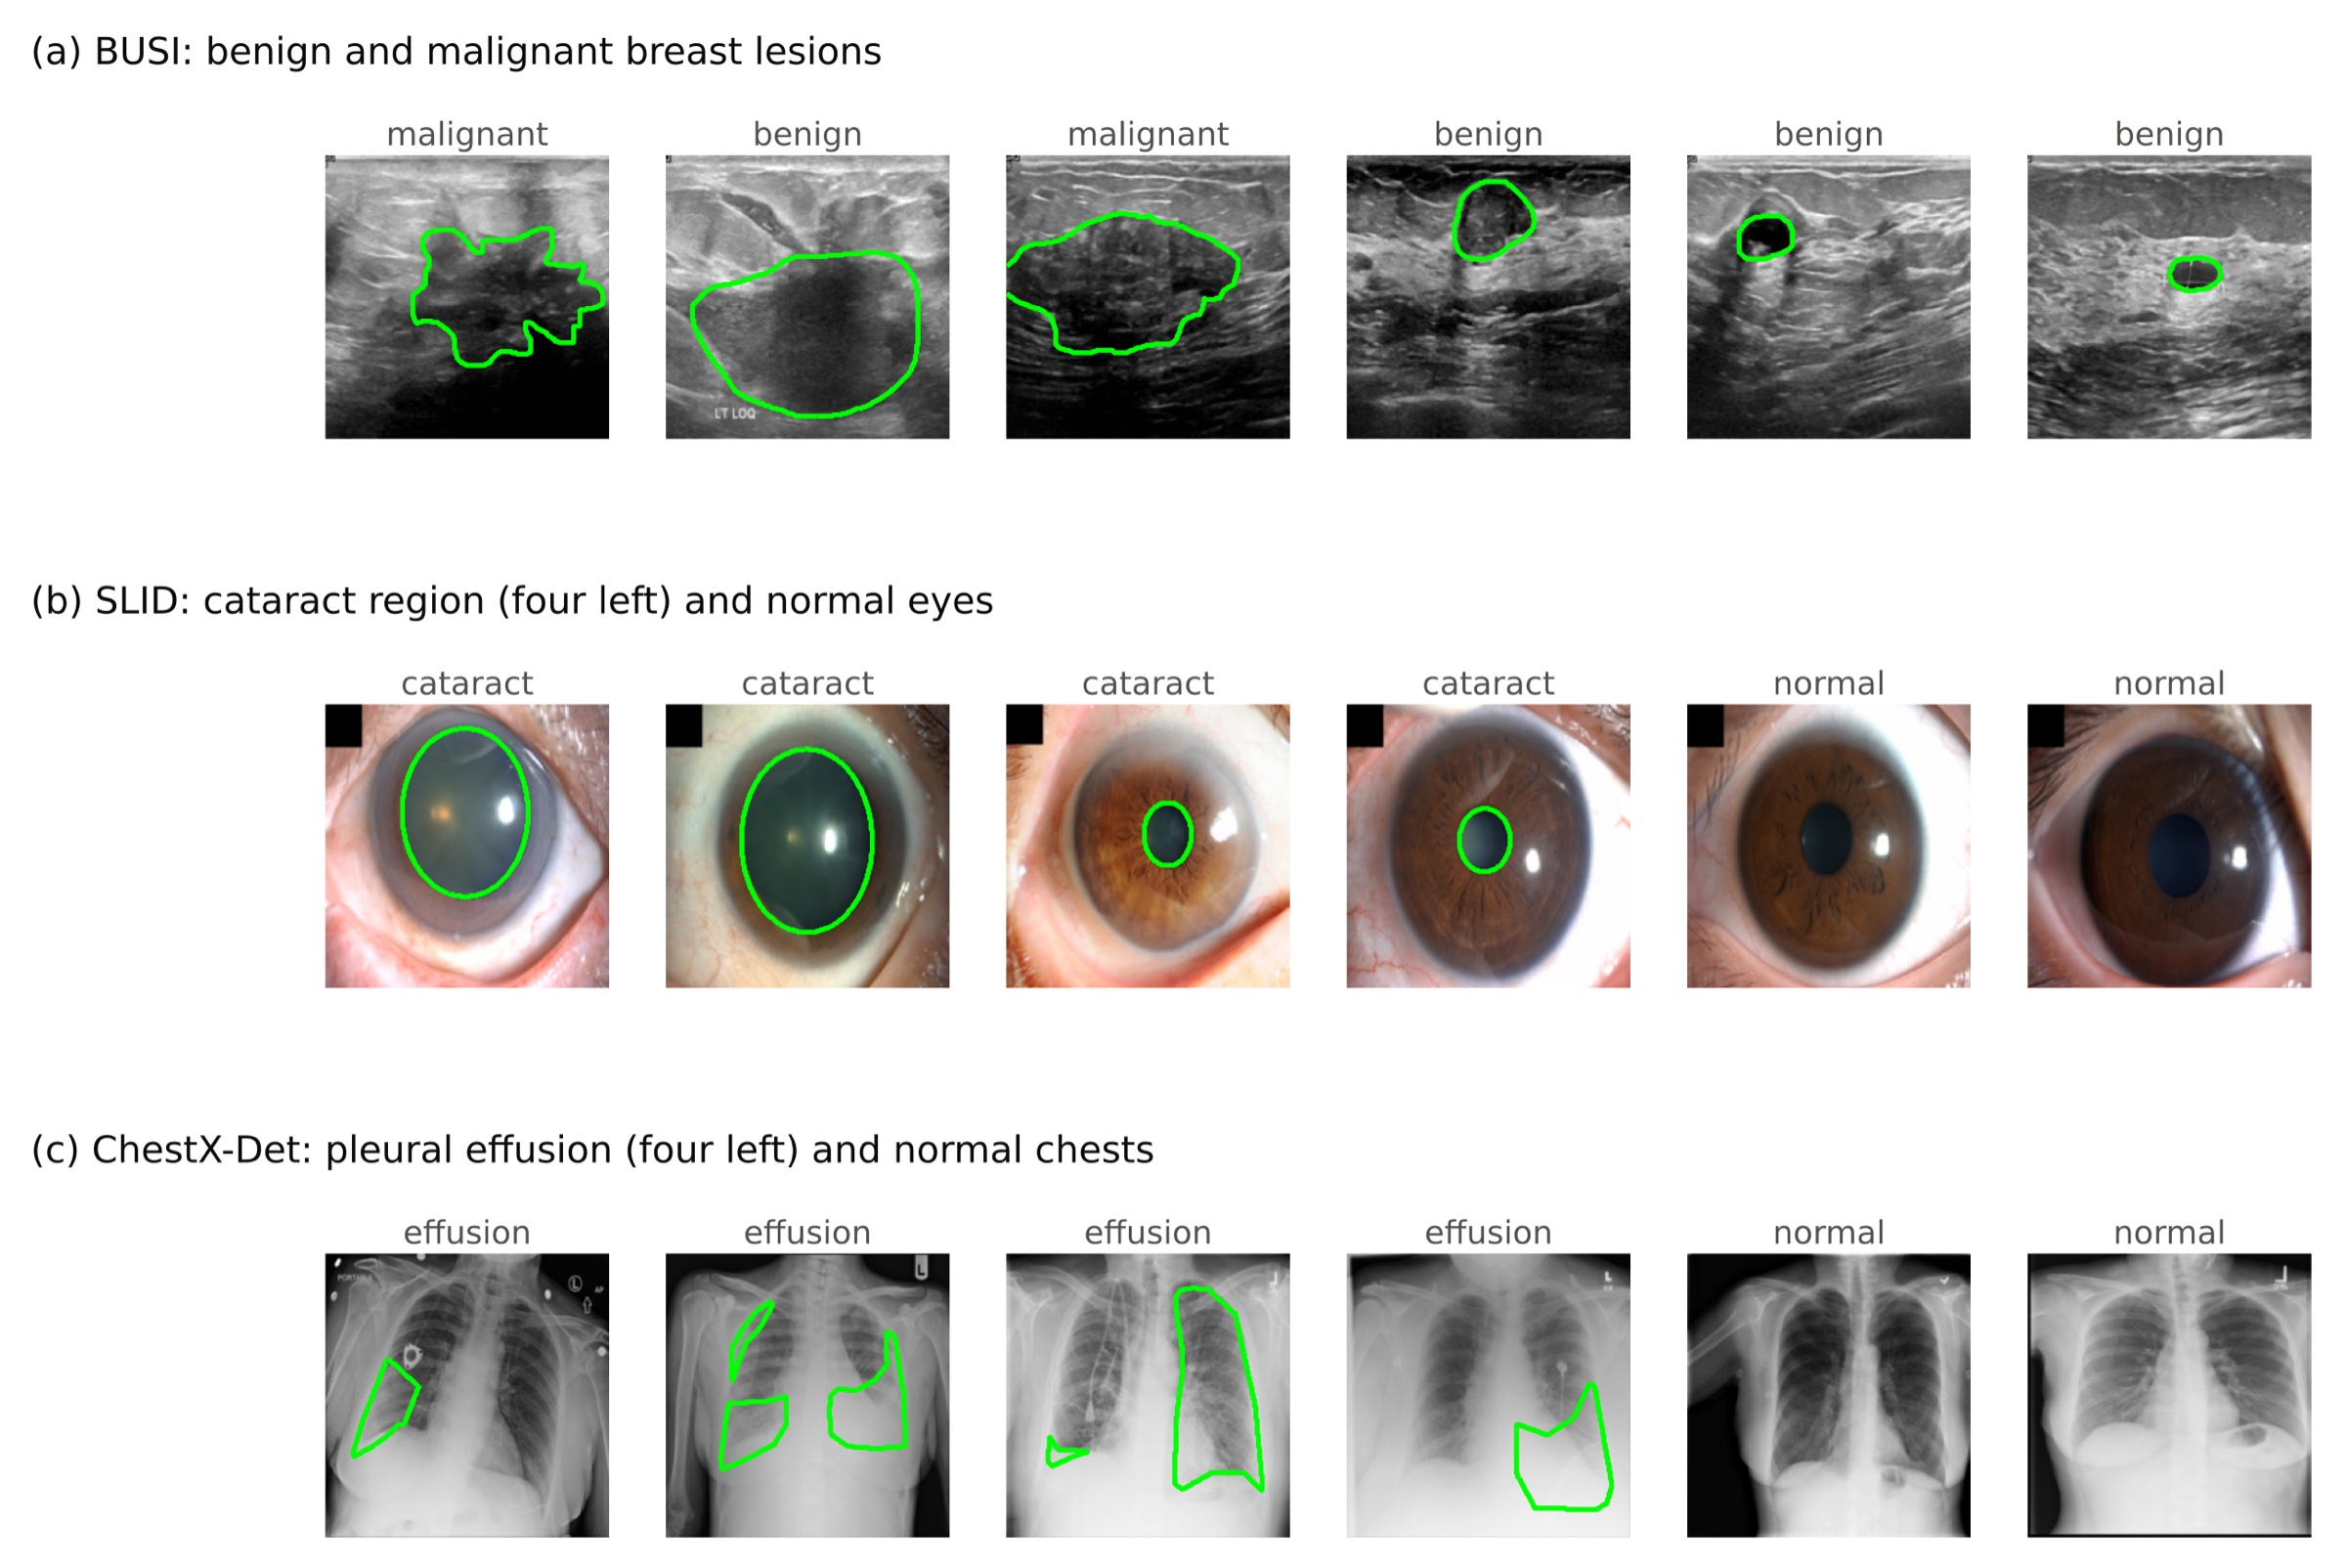 (a) BUSI: benign and malignant breast lesions
malignant benign malignant benign benign benign
LT LOQ
(b) SLID: cataract region (four left) and normal eyes
cataract cataract cataract cataract normal normal
(c) ChestX-Det: pleural effusion (four left) and normal chests
effusion effusion effusion effusion normal normal
PORTABLE L AP
L
L